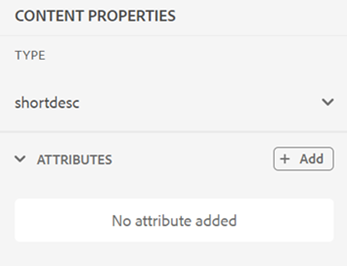 CONTENT PROPERTIES
TYPE
shortdesc
ATTRIBUTES
+ Add
No attribute added